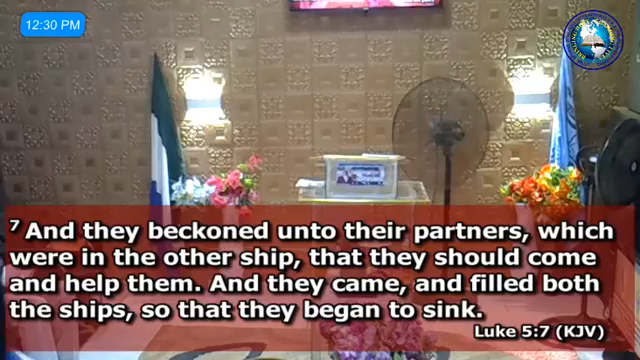 12:30 PM
7 And they beckoned unto their partners, which
were in the other ship, that they should come
and help them. And they came, and filled both
the ships, so that they began to sink.
Luke 5:7 (KJV)